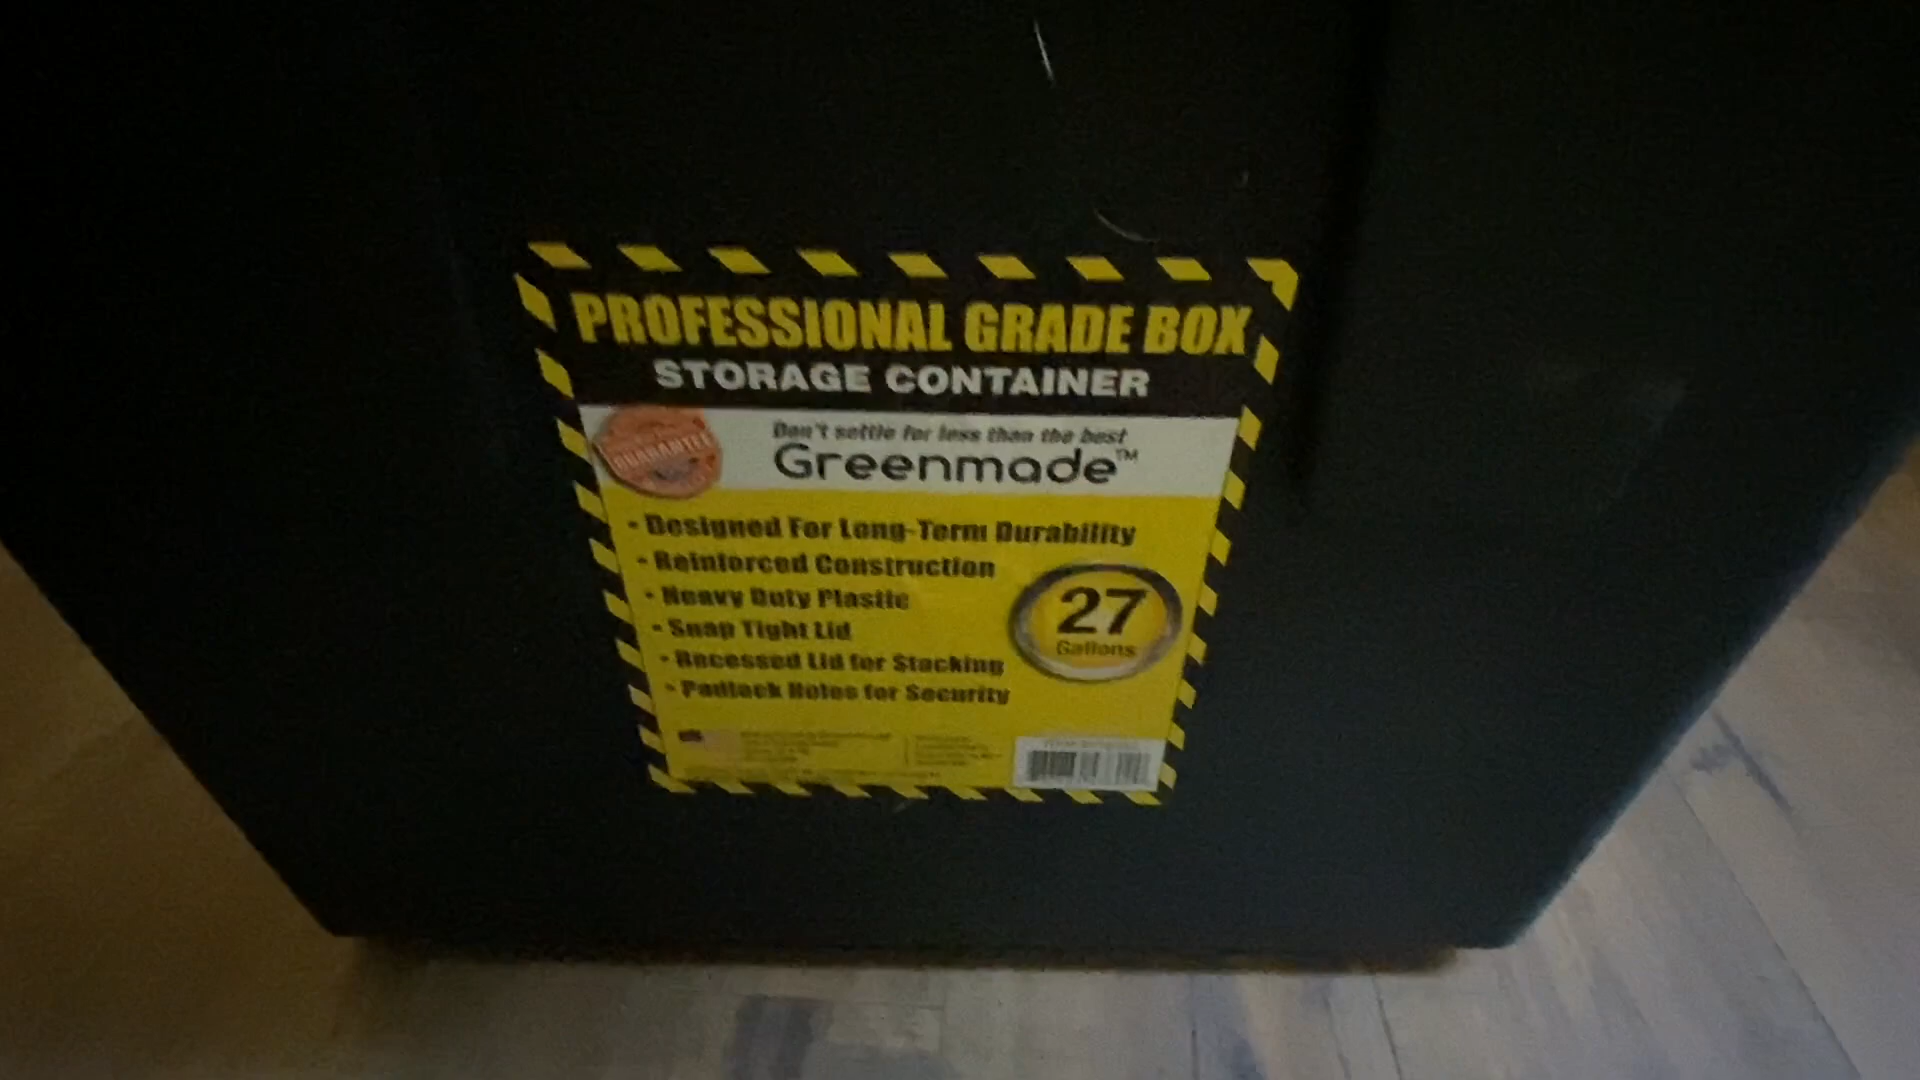 PROFESSIONAL GRADE BOX
STORAGE CONTAINER
GUARANTEE
Don't settle for less than the best
Greenmade™
- Designed For Long-Term Durability
- Reinforced Construction
- Heavy Duty Plastic
- Snap Tight Lid
- Recessed Lid for Stacking
- Padlock Holes for Security
27
Gallons